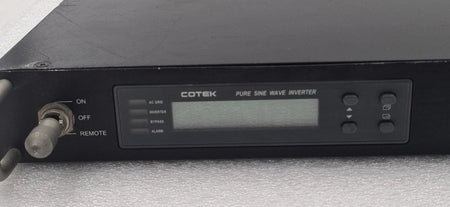 COTEK PURE SINE WAVE INVERTER
AC GRID
INVERTER
BYPASS
ALARM
ON
OFF
REMOTE